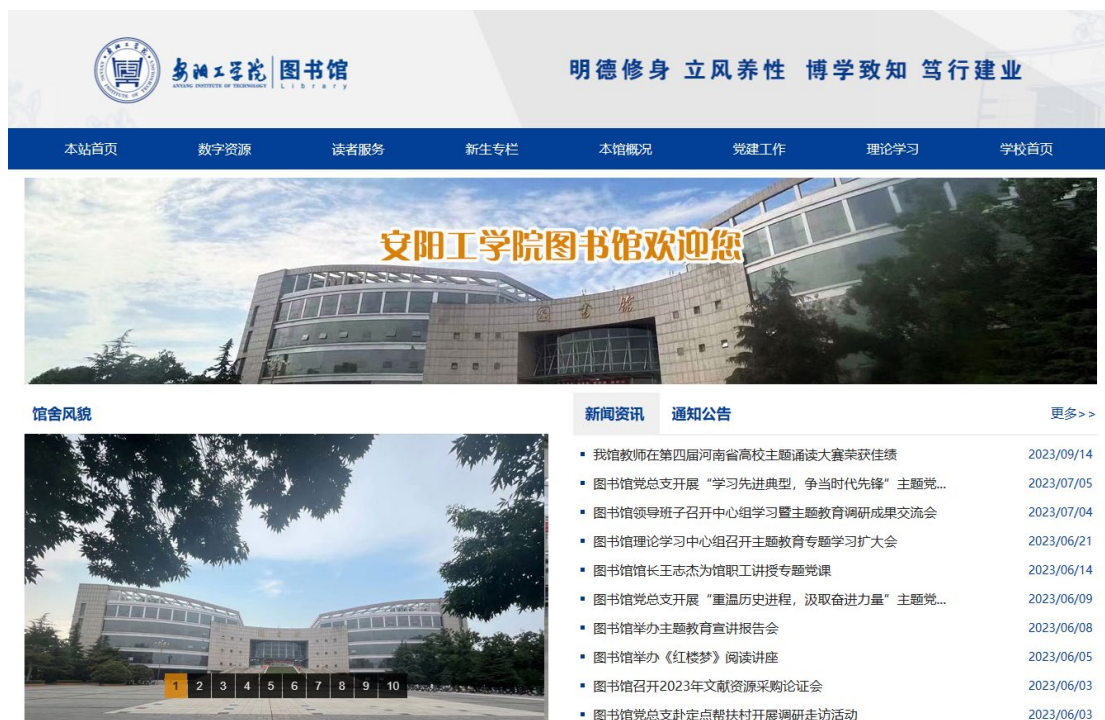 安阳工学院 图书馆
ANYANG INSTITUTE OF TECHNOLOGY Library
明德修身 立风养性 博学致知 笃行建业
本站首页 数字资源 读者服务 新生专栏 本馆概况 党建工作 理论学习 学校首页
安阳工学院图书馆欢迎您
图书馆
馆舍风貌
新闻资讯 通知公告 更多>>
▪ 我馆教师在第四届河南省高校主题诵读大赛荣获佳绩 2023/09/14
▪ 图书馆党总支开展“学习先进典型，争当时代先锋”主题党... 2023/07/05
▪ 图书馆领导班子召开中心组学习暨主题教育调研成果交流会 2023/07/04
▪ 图书馆理论学习中心组召开主题教育专题学习扩大会 2023/06/21
▪ 图书馆馆长王志杰为馆职工讲授专题党课 2023/06/14
▪ 图书馆党总支开展“重温历史进程，汲取奋进力量”主题党... 2023/06/09
▪ 图书馆举办主题教育宣讲报告会 2023/06/08
▪ 图书馆举办《红楼梦》阅读讲座 2023/06/05
▪ 图书馆召开2023年文献资源采购论证会 2023/06/03
▪ 图书馆党总支赴定点帮扶村开展调研走访活动 2023/06/03
1 2 3 4 5 6 7 8 9 10